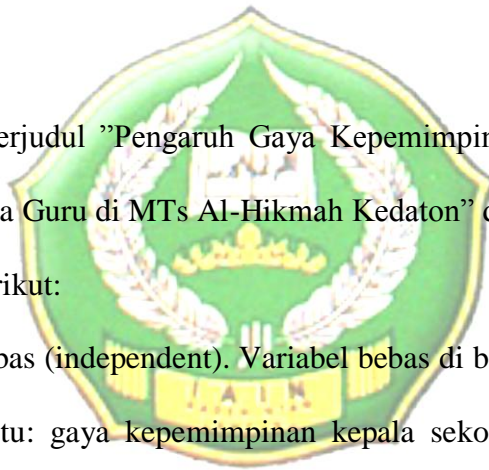 erjudul ”Pengaruh Gaya Kepemimpin
a Guru di MTs Al-Hikmah Kedaton” d
rikut:
bas (independent). Variabel bebas di b
I A I N
tu: gaya kepemimpinan kepala seko